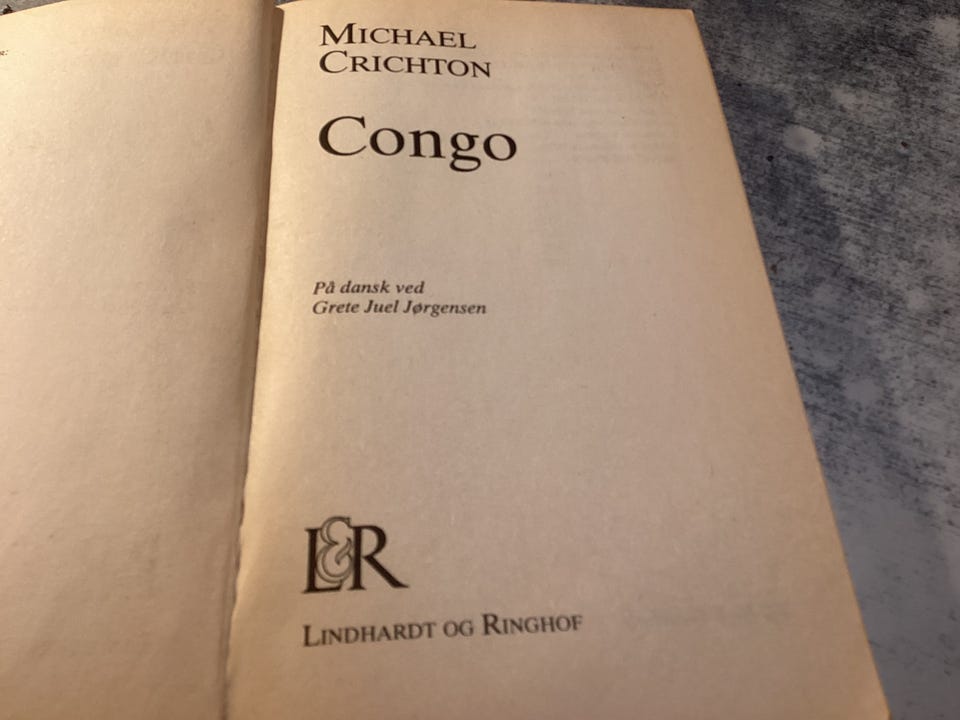 MICHAEL
CRICHTON
Congo
På dansk ved
Grete Juel Jørgensen
L&R
LINDHARDT OG RINGHOF